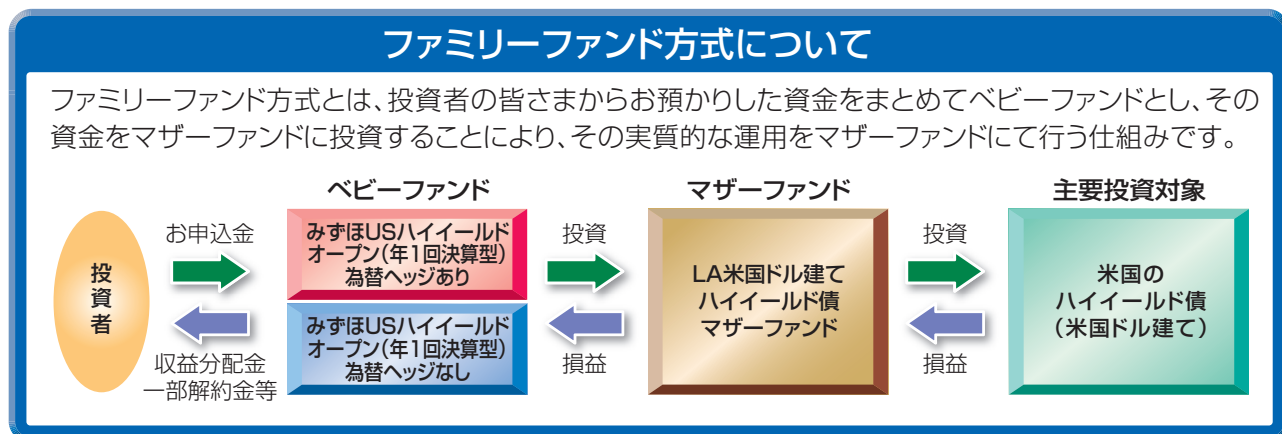 ファミリーファンド方式について
ファミリーファンド方式とは、投資者の皆さまからお預かりした資金をまとめてベビーファンドとし、その
資金をマザーファンドに投資することにより、その実質的な運用をマザーファンドにて行う仕組みです。
ベビーファンド
マザーファンド
主要投資対象
投資者
お申込金
収益分配金
一部解約金等
みずほUSハイイールド
オープン(年1回決算型)
為替ヘッジあり
みずほUSハイイールド
オープン(年1回決算型)
為替ヘッジなし
投資
損益
LA米国ドル建て
ハイイールド債
マザーファンド
投資
損益
米国の
ハイイールド債
(米国ドル建て)